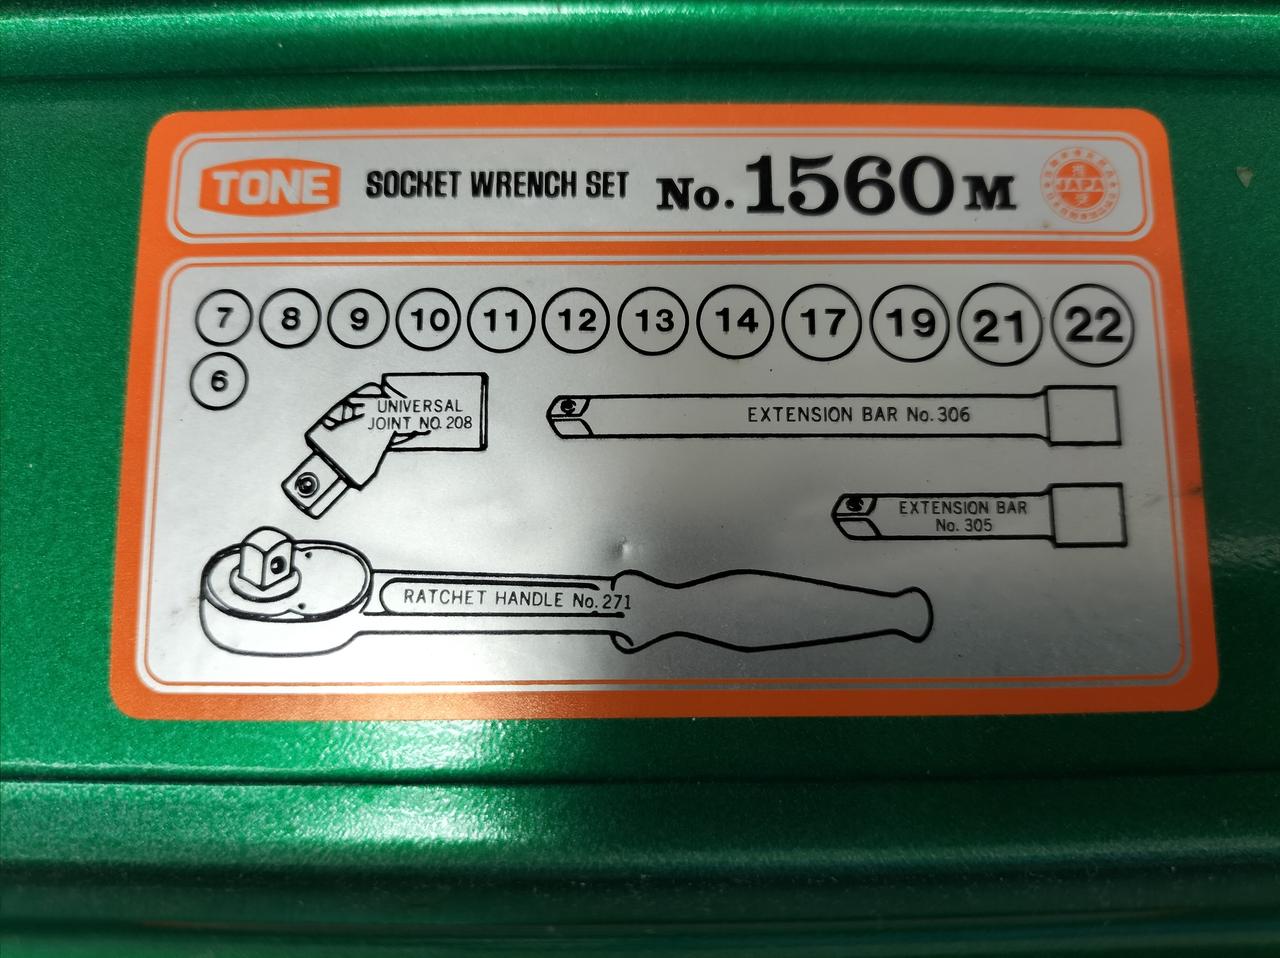 TONE SOCKET WRENCH SET No. 1560 M
JAPA
7 8 9 10 11 12 13 14 17 19 21 22
6
UNIVERSAL
JOINT NO. 208
EXTENSION BAR No. 306
EXTENSION BAR
No. 305
RATCHET HANDLE No. 271